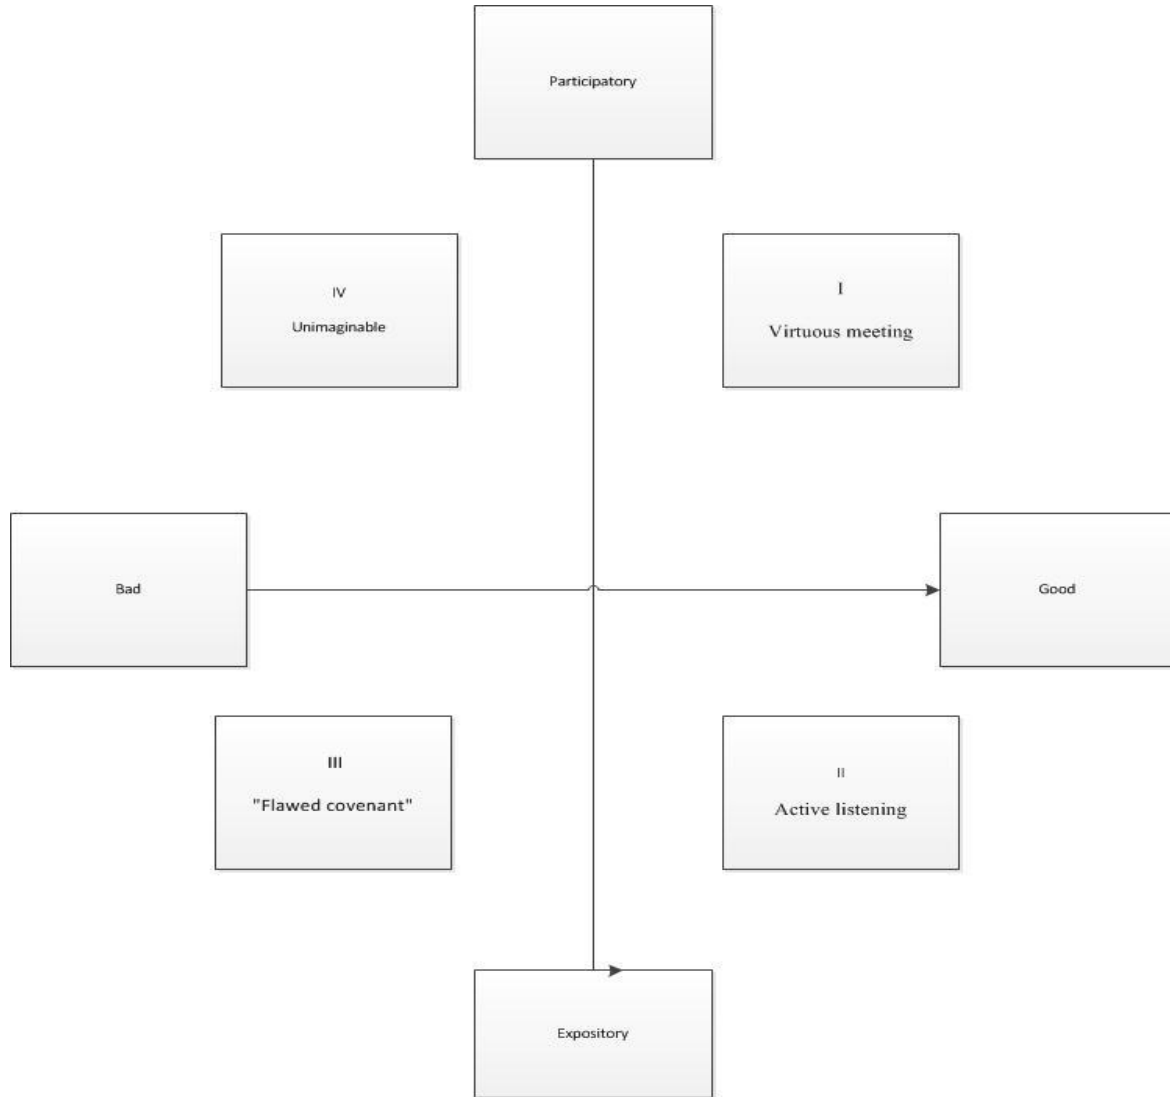 Participatory
IV
Unimaginable
I
Virtuous meeting
Bad
Good
III
"Flawed covenant"
II
Active listening
Expository